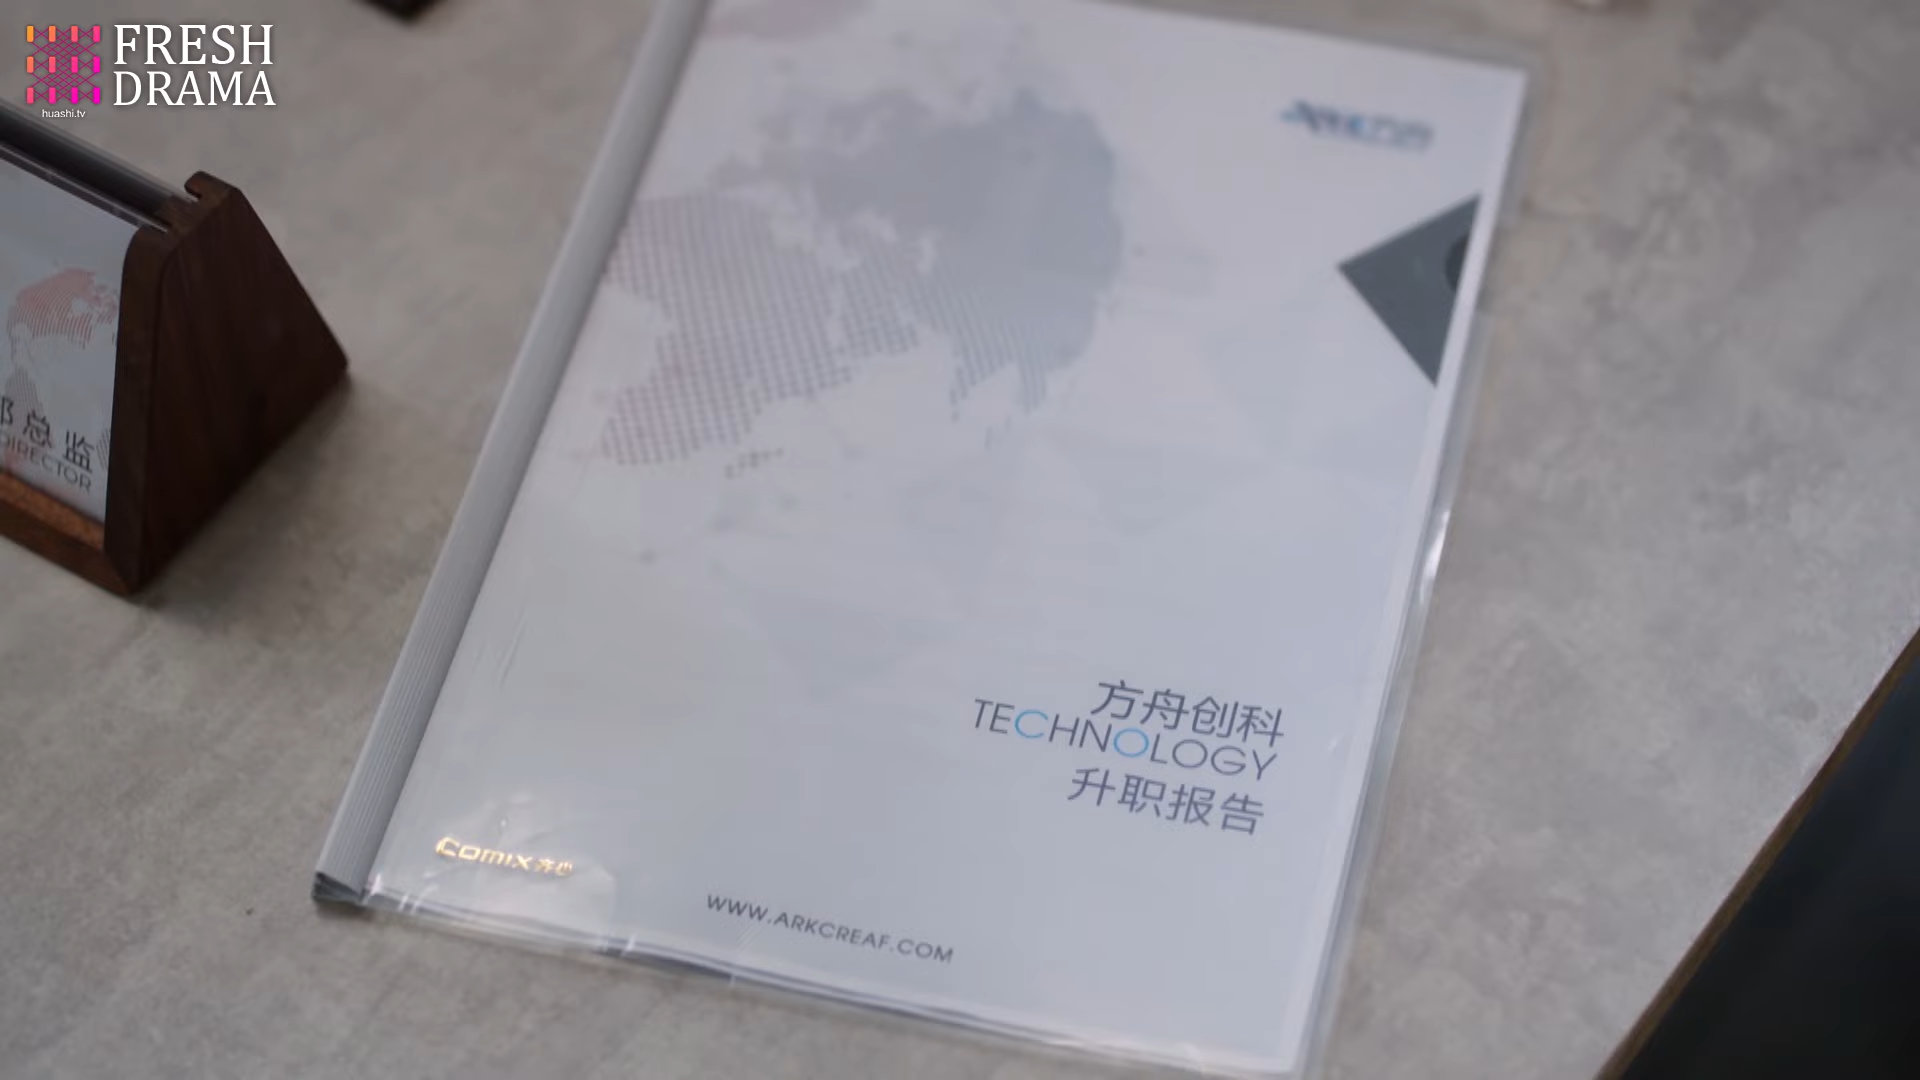 FRESH
DRAMA
huashi.tv
总监
DIRECTOR
方舟创科
TECHNOLOGY
升职报告
Comix齐心
WWW.ARKCREAF.COM